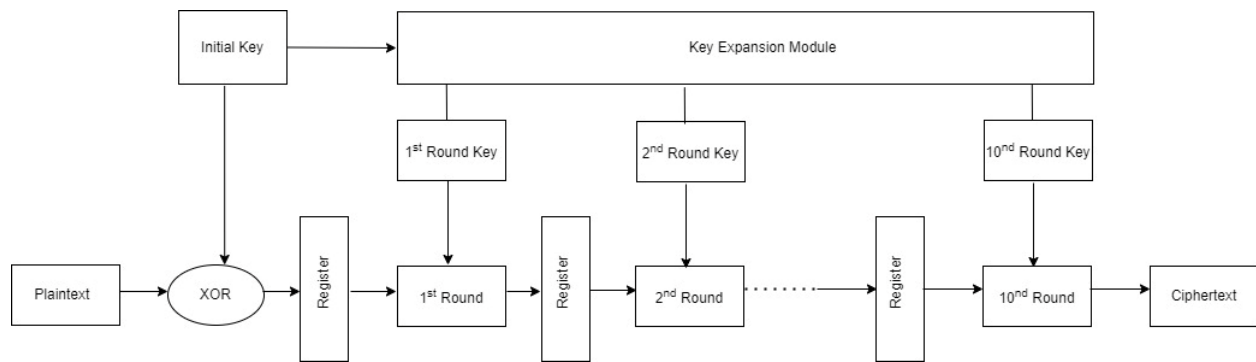 Initial Key
Key Expansion Module
1st Round Key
2nd Round Key
10nd Round Key
Plaintext
XOR
Register
1st Round
Register
2nd Round
Register
10nd Round
Ciphertext